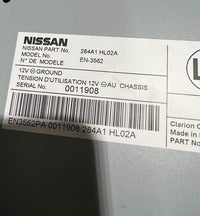 NISSAN
NISSAN PART No. 284A1 HL02A
MODEL No. EN-3562
N° DE MODELE
12V ⎓ GROUND
TENSION D'UTILISATION 12V ⎓ AU CHASSIS
SERIAL No. 0011908
EN3562PA 0011908 284A1 HL02A
L
Clarion C
Made in
PART No